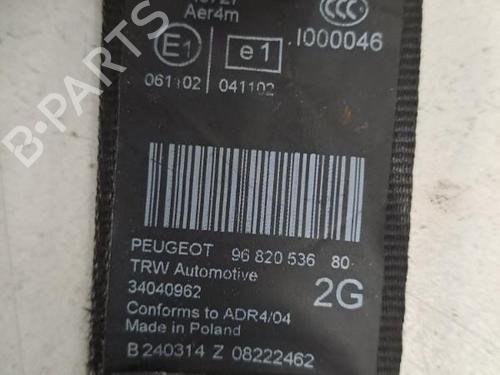 Aer4m
I000046
E1
e1
061102 041102
PEUGEOT 96 820 536 80
TRW Automotive
34040962
2G
Conforms to ADR4/04
Made in Poland
B 240314 Z 08222462
B-PARTS